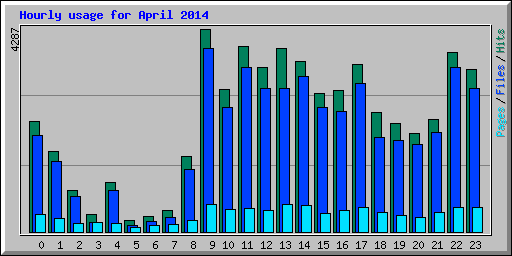 Hourly usage for April 2014
4287
Pages / Files / Hits
0 1 2 3 4 5 6 7 8 9 10 11 12 13 14 15 16 17 18 19 20 21 22 23